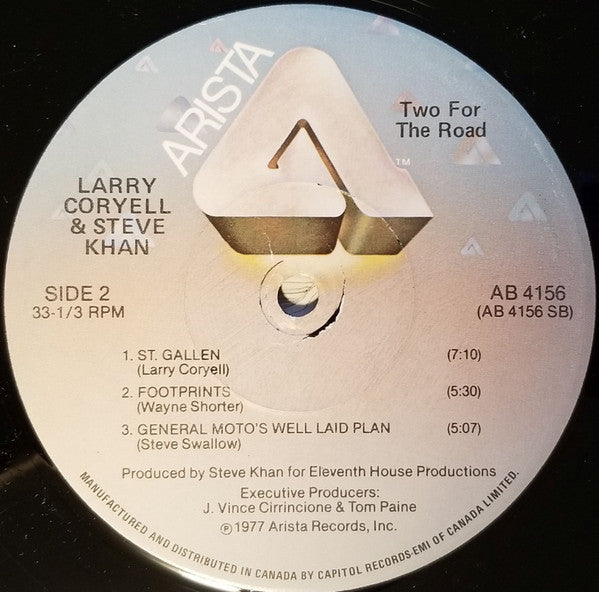 ARISTA
TM
Two For
The Road
LARRY
CORYELL
& STEVE
KHAN
SIDE 2
33-1/3 RPM
AB 4156
(AB 4156 SB)
1. ST. GALLEN (7:10)
(Larry Coryell)
2. FOOTPRINTS (5:30)
(Wayne Shorter)
3. GENERAL MOTO'S WELL LAID PLAN (5:07)
(Steve Swallow)
Produced by Steve Khan for Eleventh House Productions
Executive Producers:
J. Vince Cirrincione & Tom Paine
℗ 1977 Arista Records, Inc.
MANUFACTURED AND DISTRIBUTED IN CANADA BY CAPITOL RECORDS-EMI OF CANADA LIMITED.